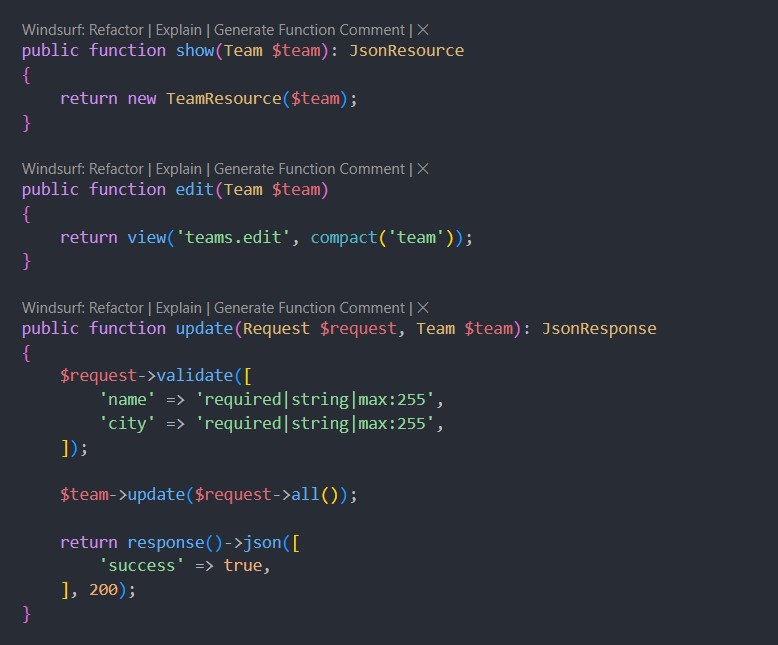 Windsurf: Refactor | Explain | Generate Function Comment | ×
public function show(Team $team): JsonResource
{
    return new TeamResource($team);
}
Windsurf: Refactor | Explain | Generate Function Comment | ×
public function edit(Team $team)
{
    return view('teams.edit', compact('team'));
}
Windsurf: Refactor | Explain | Generate Function Comment | ×
public function update(Request $request, Team $team): JsonResponse
{
    $request->validate([
        'name' => 'required|string|max:255',
        'city' => 'required|string|max:255',
    ]);
    $team->update($request->all());
    return response()->json([
        'success' => true,
    ], 200);
}